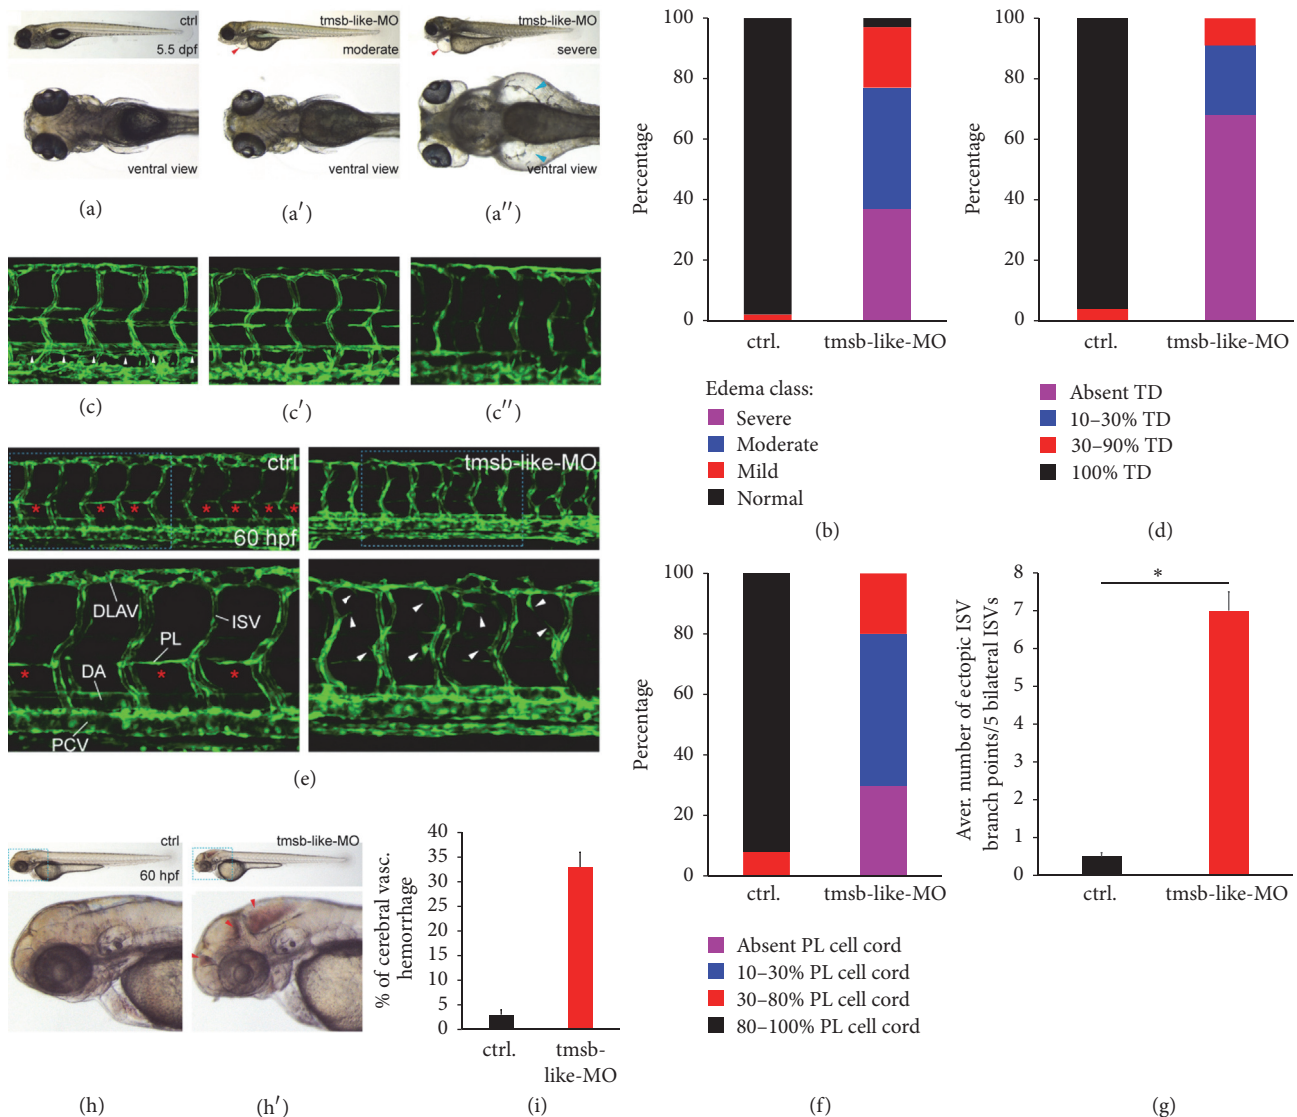 ctrl
5.5 dpf
ventral view
(a)
tmsb-like-MO
moderate
ventral view
(a′)
tmsb-like-MO
severe
ventral view
(a′′)
Percentage
100
80
60
40
20
0
ctrl.
tmsb-like-MO
Edema class:
Severe
Moderate
Mild
Normal
(b)
(c)
(c′)
(c′′)
Percentage
100
80
60
40
20
0
ctrl.
tmsb-like-MO
Absent TD
10–30% TD
30–90% TD
100% TD
(d)
ctrl
60 hpf
* * * * * * *
tmsb-like-MO
DLAV
ISV
PL
DA
PCV
* * *
(e)
Percentage
100
80
60
40
20
0
ctrl.
tmsb-like-MO
Absent PL cell cord
10–30% PL cell cord
30–80% PL cell cord
80–100% PL cell cord
(f)
Aver. number of ectopic ISV
branch points/5 bilateral ISVs
8
7
6
5
4
3
2
1
0
*
ctrl.
tmsb-like-MO
(g)
ctrl
60 hpf
(h)
tmsb-like-MO
(h′)
% of cerebral vasc.
hemorrhage
40
35
30
25
20
15
10
5
0
ctrl.
tmsb-
like-MO
(i)